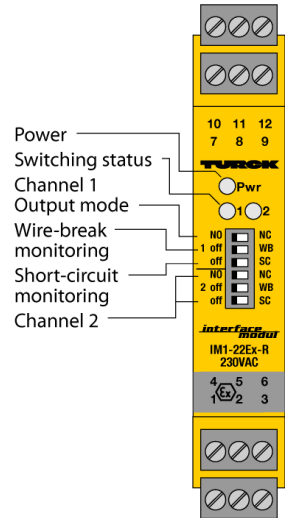 10 11 12
7 8 9
TURCK
Power
Switching status
Pwr
Channel 1
1 2
Output mode
NO NC
Wire-break
monitoring
1 off WB
Short-circuit
monitoring
off SC
Channel 2
NO NC
2 off WB
off SC
interface
modul
IM1-22Ex-R
230VAC
4 5 6
Ex
1 2 3